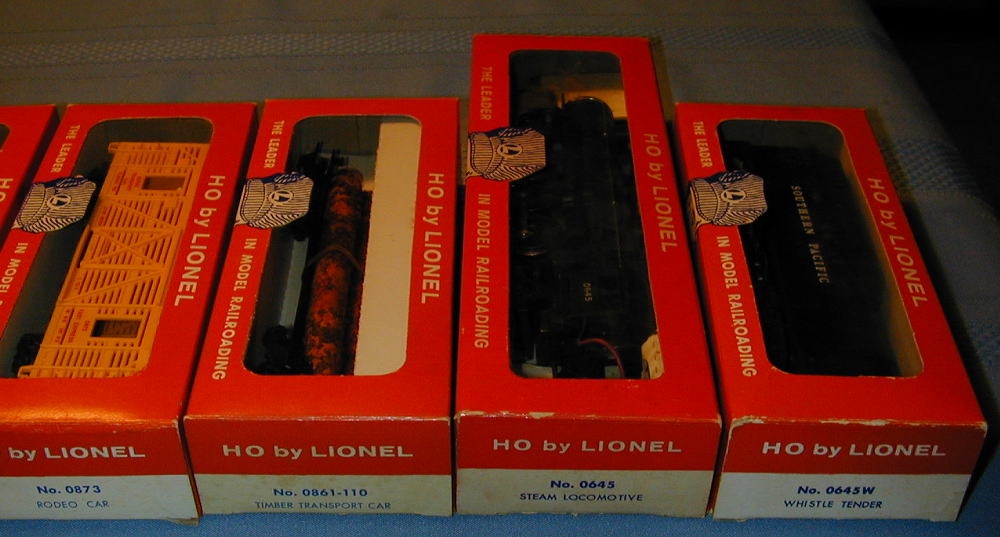 THE LEADER
IN MODEL
HO by LIONEL
by LIONEL
No. 0873
RODEO CAR
THE LEADER
IN MODEL RAILROADING
HO by LIONEL
HO by LIONEL
No. 0861-110
TIMBER TRANSPORT CAR
THE LEADER
IN MODEL RAILROADING
HO by LIONEL
0645
HO by LIONEL
No. 0645
STEAM LOCOMOTIVE
THE LEADER
IN MODEL RAILROADING
HO by LIONEL
SOUTHERN PACIFIC
HO by LIONEL
No. 0645W
WHISTLE TENDER